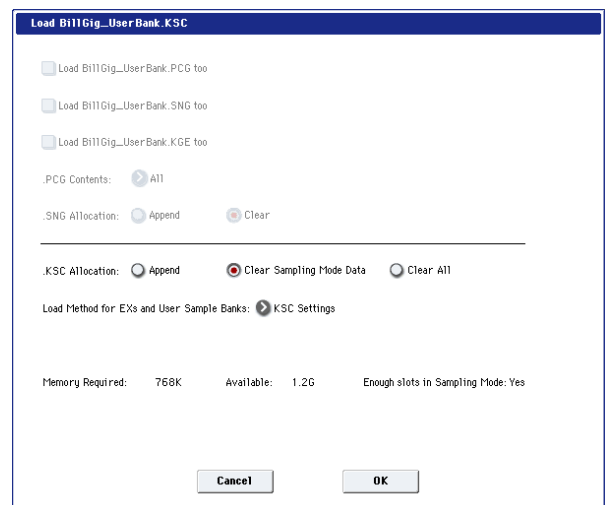 Load BillGig_UserBank.KSC
Load BillGig_UserBank.PCG too
Load BillGig_UserBank.SNG too
Load BillGig_UserBank.KGE too
.PCG Contents: All
.SNG Allocation: Append Clear
.KSC Allocation: Append Clear Sampling Mode Data Clear All
Load Method for EXs and User Sample Banks: KSC Settings
Memory Required: 768K Available: 1.2G Enough slots in Sampling Mode: Yes
Cancel OK